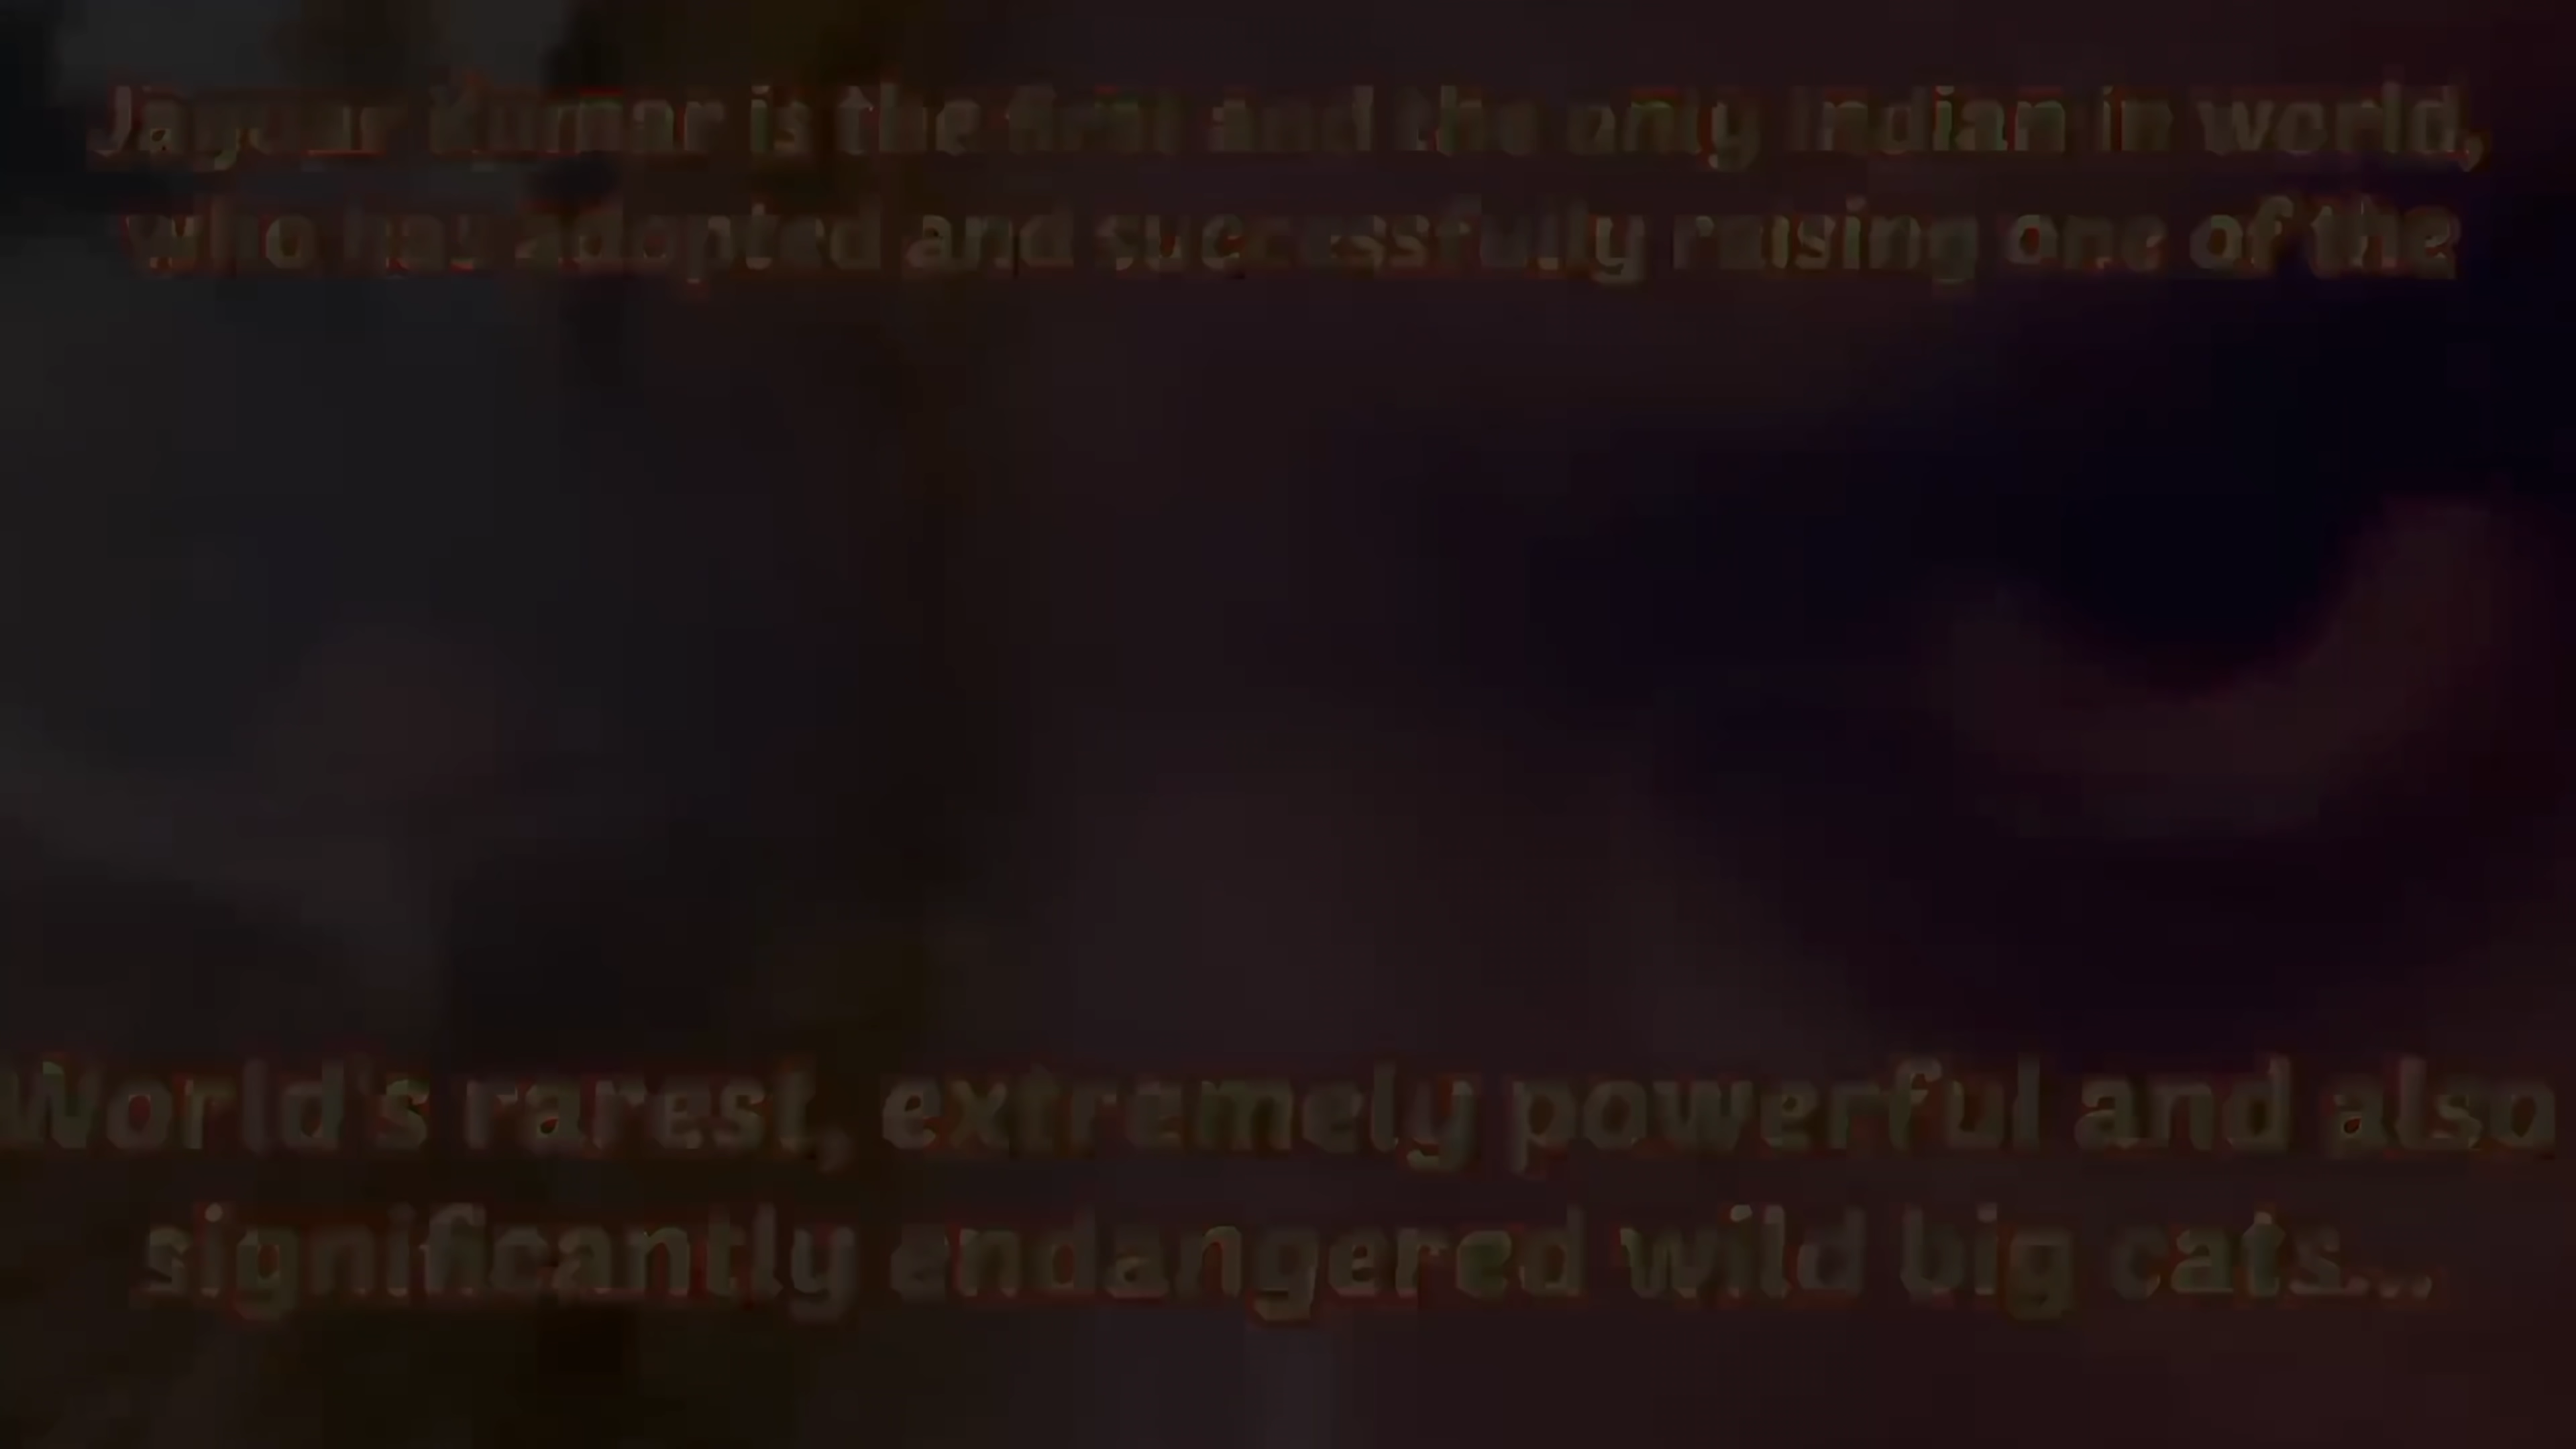 Jaguar Kumar is the first and the only Indian in world,
who has adopted and successfully raising one of the
World's rarest, extremely powerful and also
significantly endangered wild big cats...